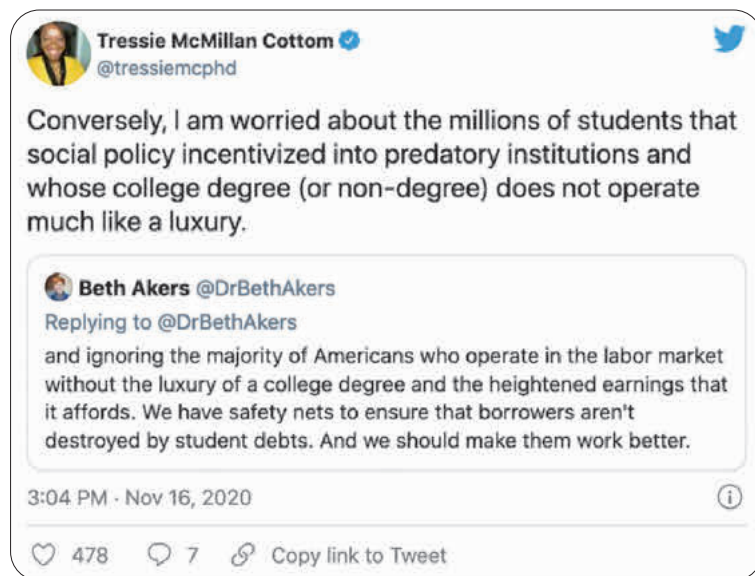 Tressie McMillan Cottom
@tressiemcphd
Conversely, I am worried about the millions of students that
social policy incentivized into predatory institutions and
whose college degree (or non-degree) does not operate
much like a luxury.
Beth Akers @DrBethAkers
Replying to @DrBethAkers
and ignoring the majority of Americans who operate in the labor market
without the luxury of a college degree and the heightened earnings that
it affords. We have safety nets to ensure that borrowers aren't
destroyed by student debts. And we should make them work better.
3:04 PM · Nov 16, 2020
478 7 Copy link to Tweet